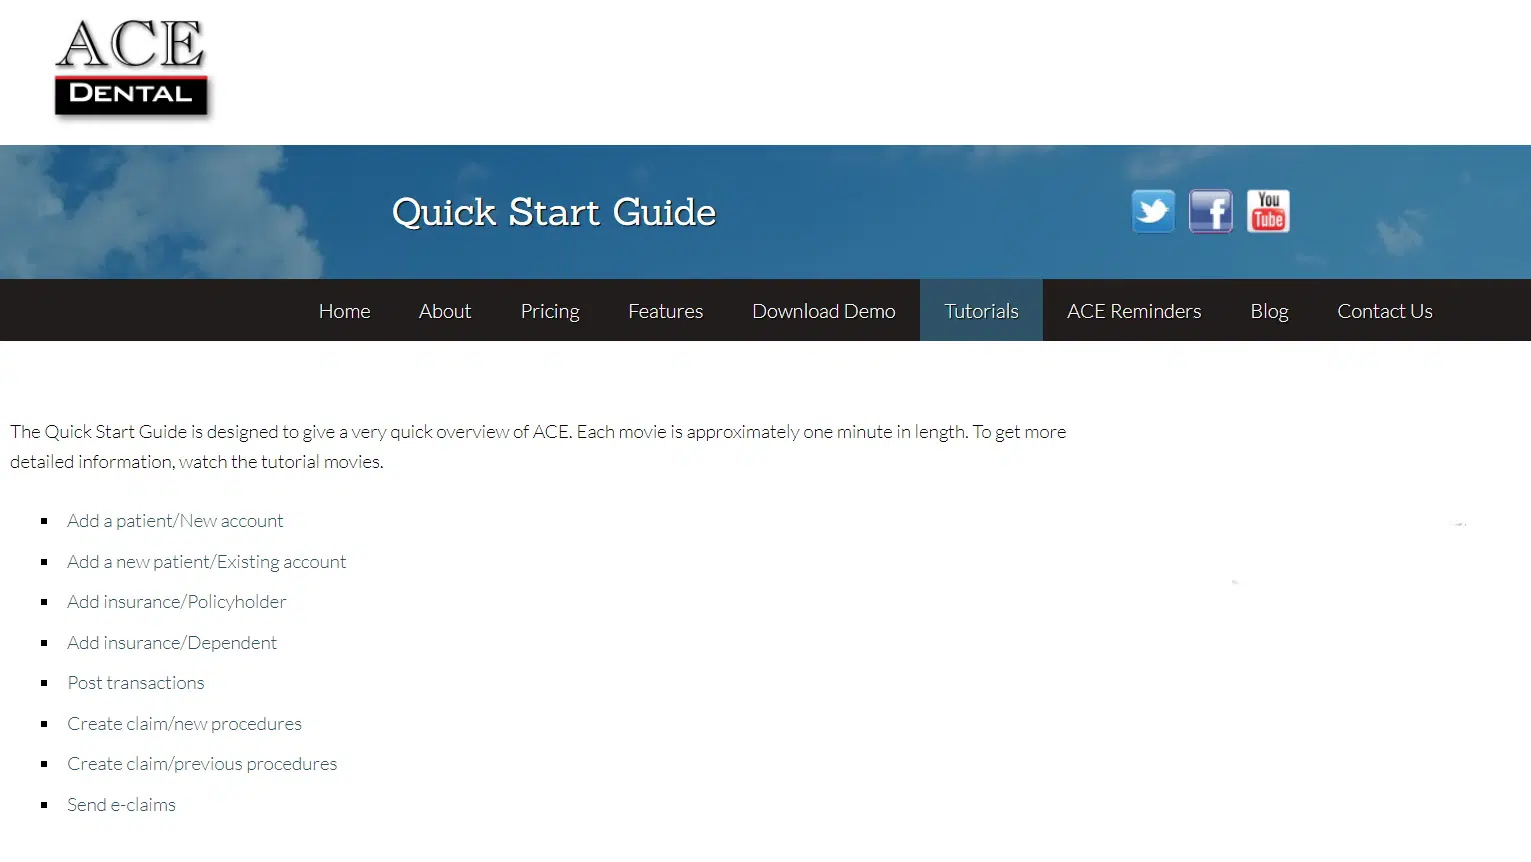 ACE
DENTAL
Quick Start Guide
You
Tube
Home About Pricing Features Download Demo Tutorials ACE Reminders Blog Contact Us
The Quick Start Guide is designed to give a very quick overview of ACE. Each movie is approximately one minute in length. To get more
detailed information, watch the tutorial movies.
Add a patient/New account
Add a new patient/Existing account
Add insurance/Policyholder
Add insurance/Dependent
Post transactions
Create claim/new procedures
Create claim/previous procedures
Send e-claims